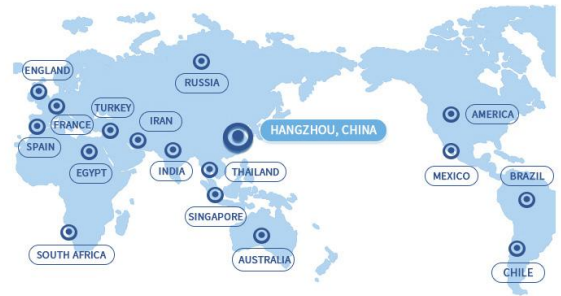 ENGLAND
RUSSIA
TURKEY
IRAN
FRANCE
HANGZHOU, CHINA
AMERICA
SPAIN
EGYPT
INDIA
THAILAND
MEXICO
BRAZIL
SINGAPORE
SOUTH AFRICA
AUSTRALIA
CHILE